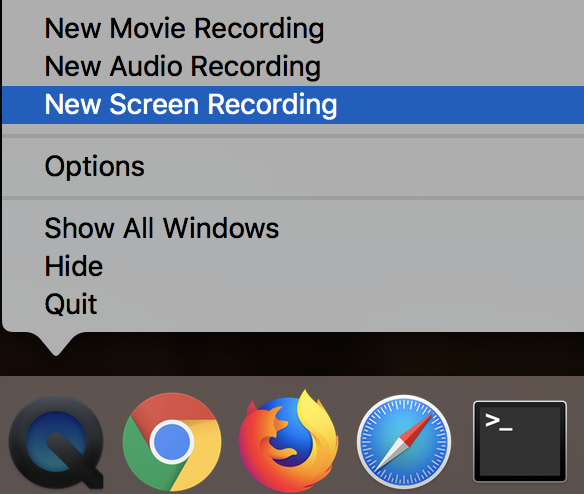 New Movie Recording
New Audio Recording
New Screen Recording
Options
Show All Windows
Hide
Quit
>_